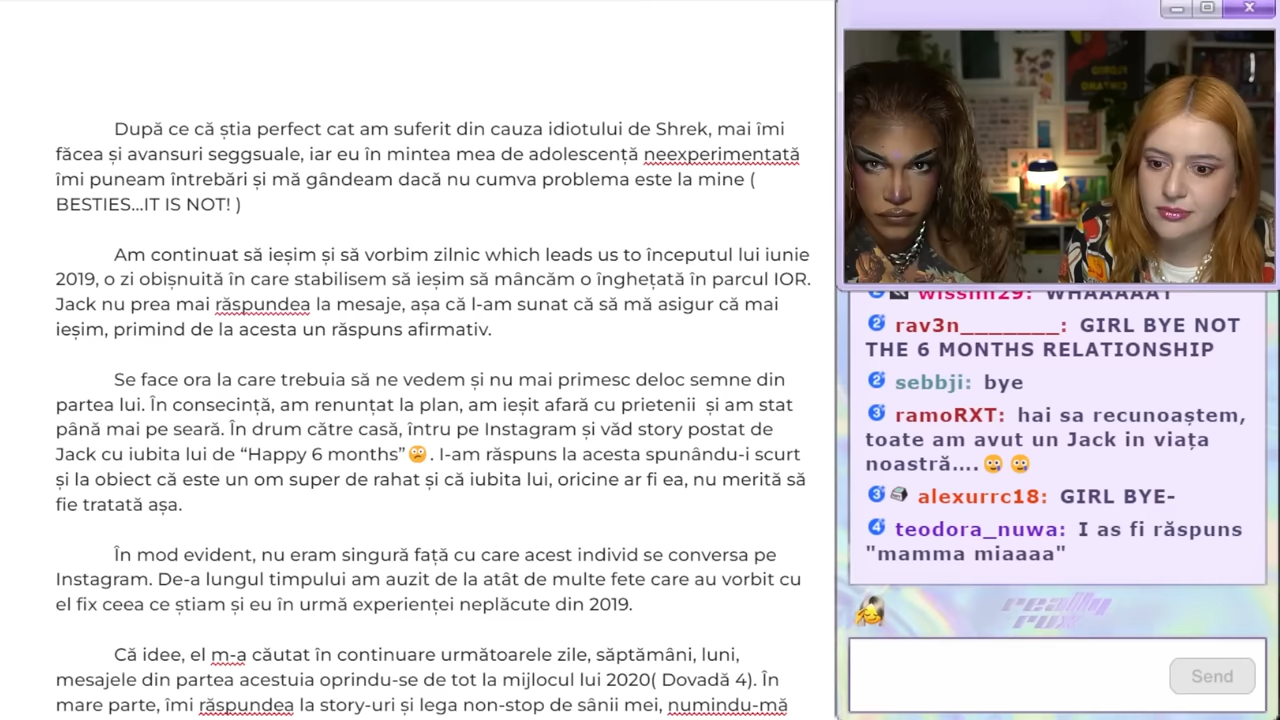 După ce că știa perfect cat am suferit din cauza idiotului de Shrek, mai îmi
făcea și avansuri seggsuale, iar eu în mintea mea de adolescență neexperimentată
îmi puneam întrebări și mă gândeam dacă nu cumva problema este la mine (
BESTIES...IT IS NOT! )
Am continuat să ieșim și să vorbim zilnic which leads us to începutul lui iunie
2019, o zi obișnuită în care stabilisem să ieșim să mâncăm o înghețată în parcul IOR.
Jack nu prea mai răspundea la mesaje, așa că l-am sunat că să mă asigur că mai
ieșim, primind de la acesta un răspuns afirmativ.
Se face ora la care trebuia să ne vedem și nu mai primesc deloc semne din
partea lui. În consecință, am renunțat la plan, am ieșit afară cu prietenii și am stat
până mai pe seară. În drum către casă, întru pe Instagram și văd story postat de
Jack cu iubita lui de “Happy 6 months”😕. I-am răspuns la acesta spunându-i scurt
și la obiect că este un om super de rahat și că iubita lui, oricine ar fi ea, nu merită să
fie tratată așa.
În mod evident, nu eram singură față cu care acest individ se conversa pe
Instagram. De-a lungul timpului am auzit de la atât de multe fete care au vorbit cu
el fix ceea ce știam și eu în urmă experienței neplăcute din 2019.
Că idee, el m-a căutat în continuare următoarele zile, săptămâni, luni,
mesajele din partea acestuia oprindu-se de tot la mijlocul lui 2020( Dovadă 4). În
mare parte, îmi răspundea la story-uri și lega non-stop de sânii mei, numindu-mă
WHAAAAAT
rav3n_______: GIRL BYE NOT
THE 6 MONTHS RELATIONSHIP
sebbji: bye
ramoRXT: hai sa recunoaștem,
toate am avut un Jack in viața
noastră....🥲🥲
alexurrc18: GIRL BYE-
teodora_nuwa: I as fi răspuns
"mamma miaaaa"
really
rux
Send